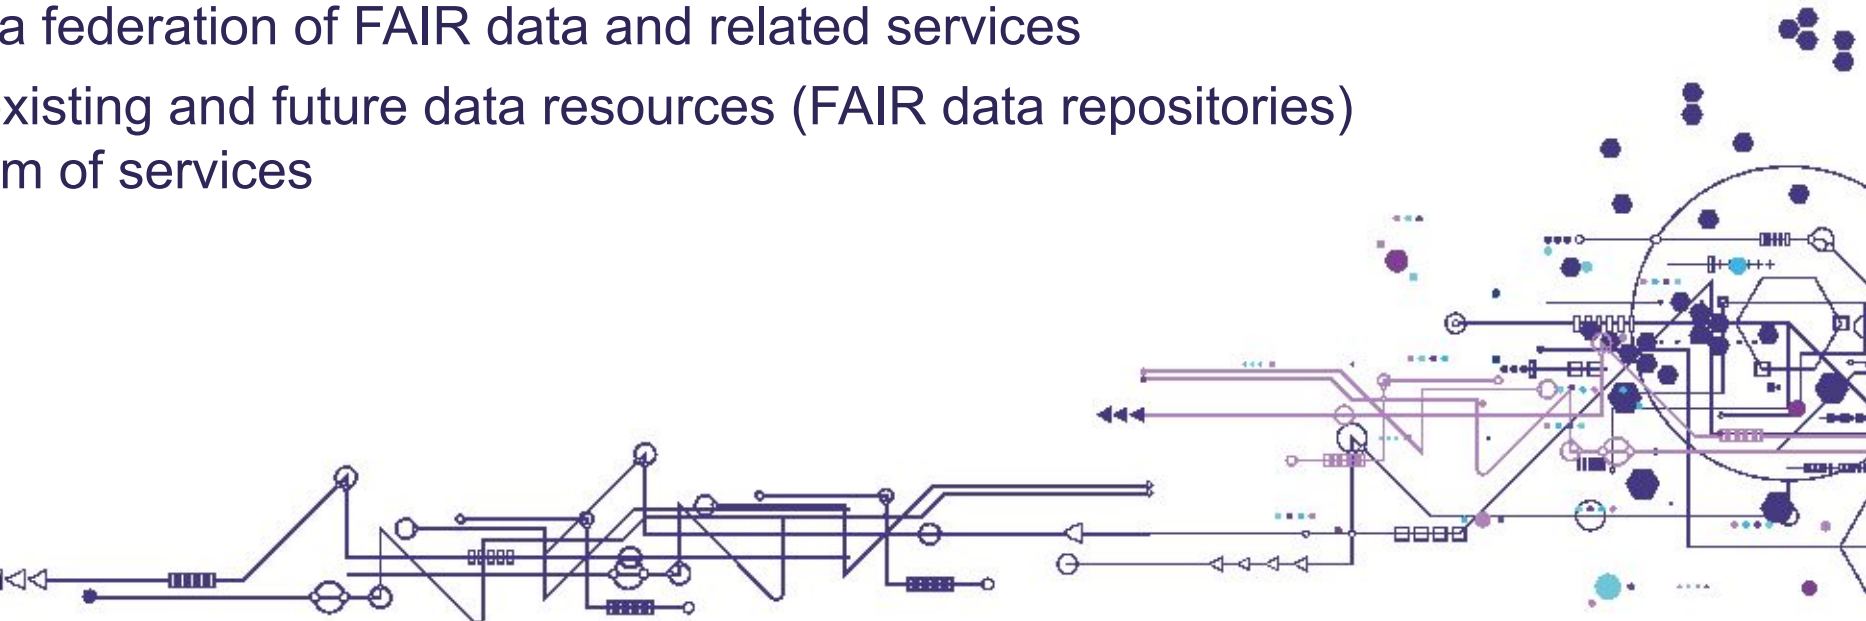 a federation of FAIR data and related services
xisting and future data resources (FAIR data repositories)
m of services